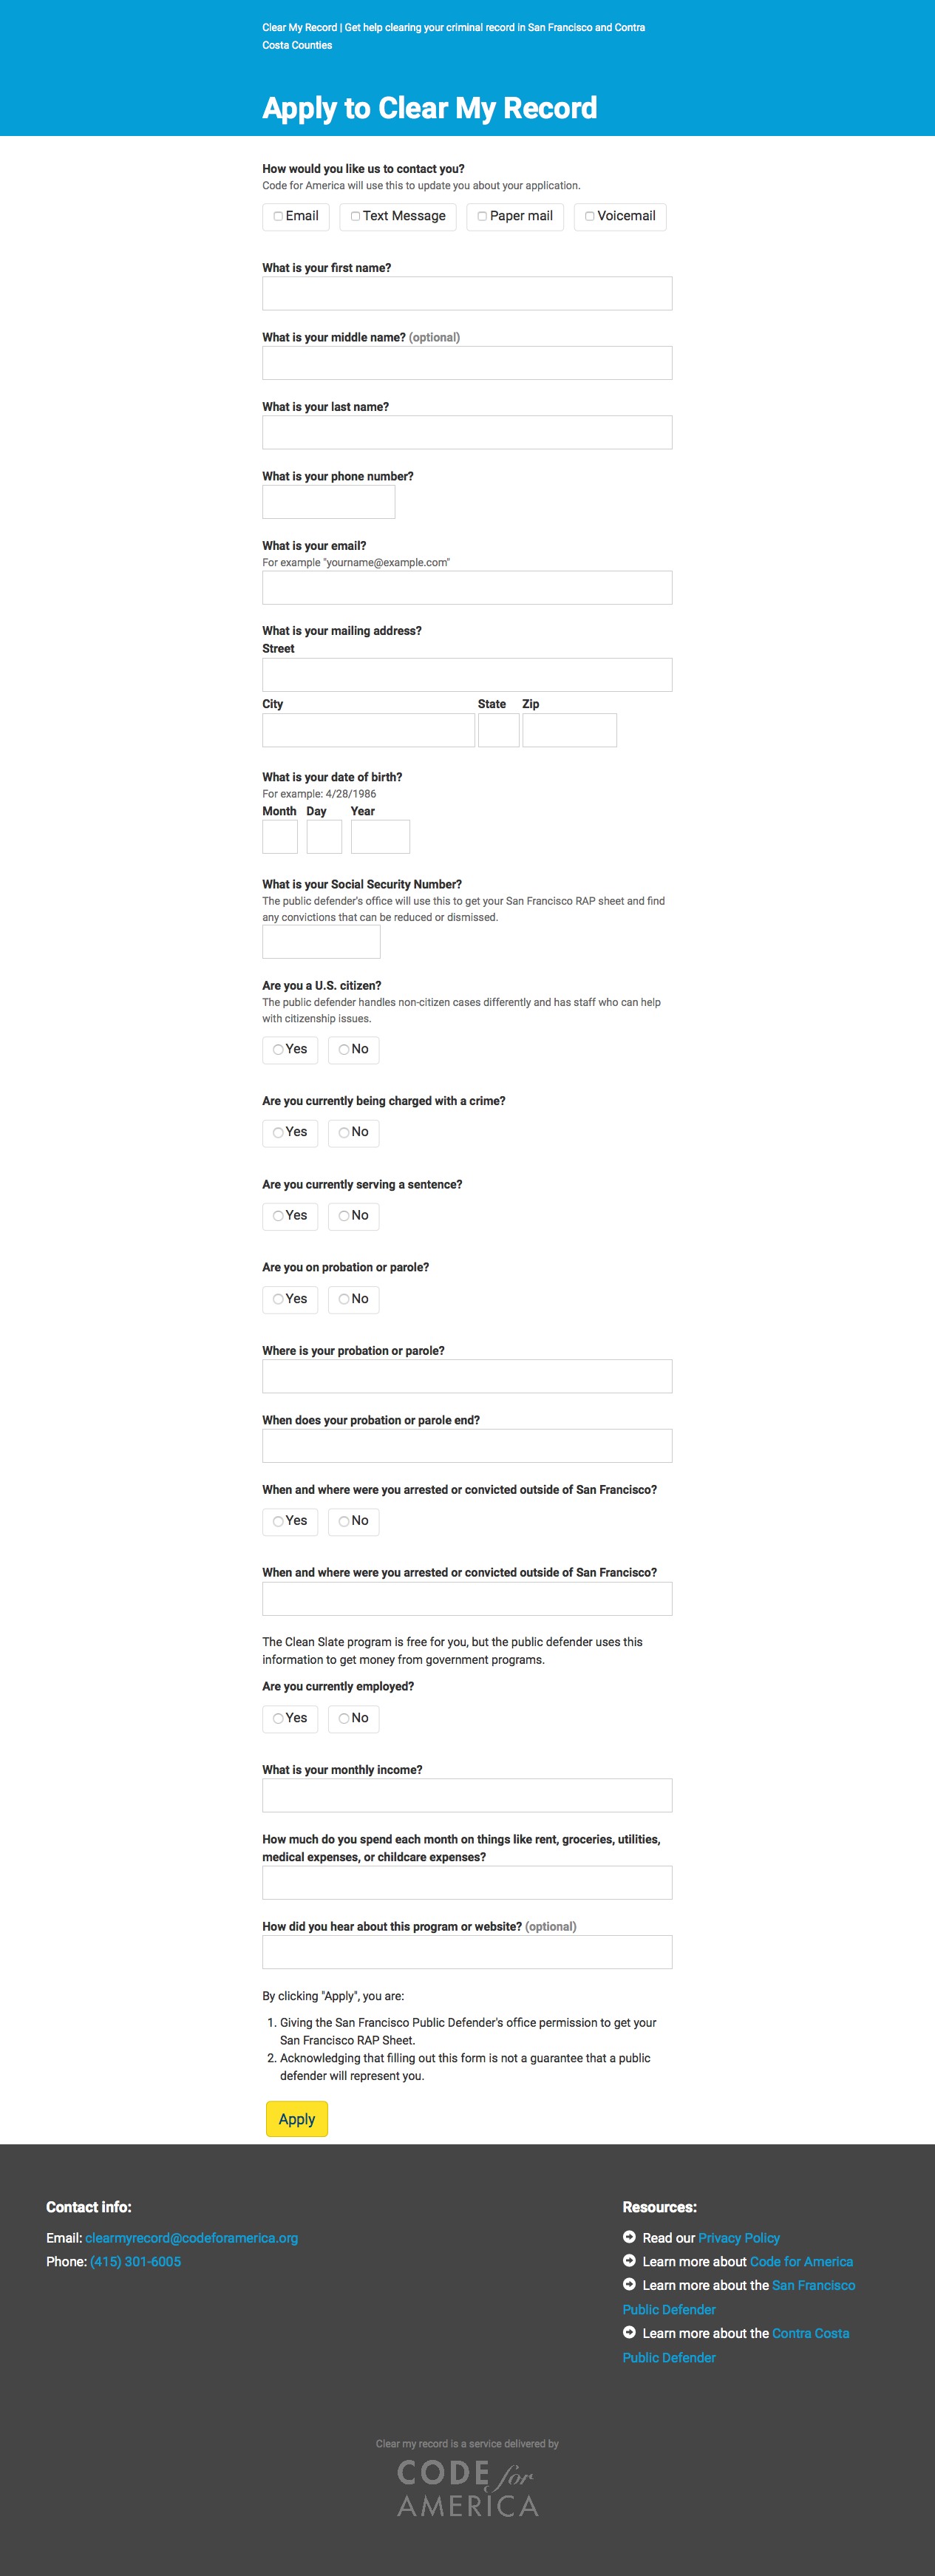 Clear My Record | Get help clearing your criminal record in San Francisco and Contra
Costa Counties
Apply to Clear My Record
How would you like us to contact you?
Code for America will use this to update you about your application.
Email Text Message Paper mail Voicemail
What is your first name?
What is your middle name? (optional)
What is your last name?
What is your phone number?
What is your email?
For example "yourname@example.com"
What is your mailing address?
Street
City State Zip
What is your date of birth?
For example: 4/28/1986
Month Day Year
What is your Social Security Number?
The public defender's office will use this to get your San Francisco RAP sheet and find
any convictions that can be reduced or dismissed.
Are you a U.S. citizen?
The public defender handles non-citizen cases differently and has staff who can help
with citizenship issues.
Yes No
Are you currently being charged with a crime?
Yes No
Are you currently serving a sentence?
Yes No
Are you on probation or parole?
Yes No
Where is your probation or parole?
When does your probation or parole end?
When and where were you arrested or convicted outside of San Francisco?
Yes No
When and where were you arrested or convicted outside of San Francisco?
The Clean Slate program is free for you, but the public defender uses this
information to get money from government programs.
Are you currently employed?
Yes No
What is your monthly income?
How much do you spend each month on things like rent, groceries, utilities,
medical expenses, or childcare expenses?
How did you hear about this program or website? (optional)
By clicking "Apply", you are:
1. Giving the San Francisco Public Defender's office permission to get your
San Francisco RAP Sheet.
2. Acknowledging that filling out this form is not a guarantee that a public
defender will represent you.
Apply
Contact info:
Email: clearmyrecord@codeforamerica.org
Phone: (415) 301-6005
Resources:
Read our Privacy Policy
Learn more about Code for America
Learn more about the San Francisco
Public Defender
Learn more about the Contra Costa
Public Defender
Clear my record is a service delivered by
CODE for
AMERICA